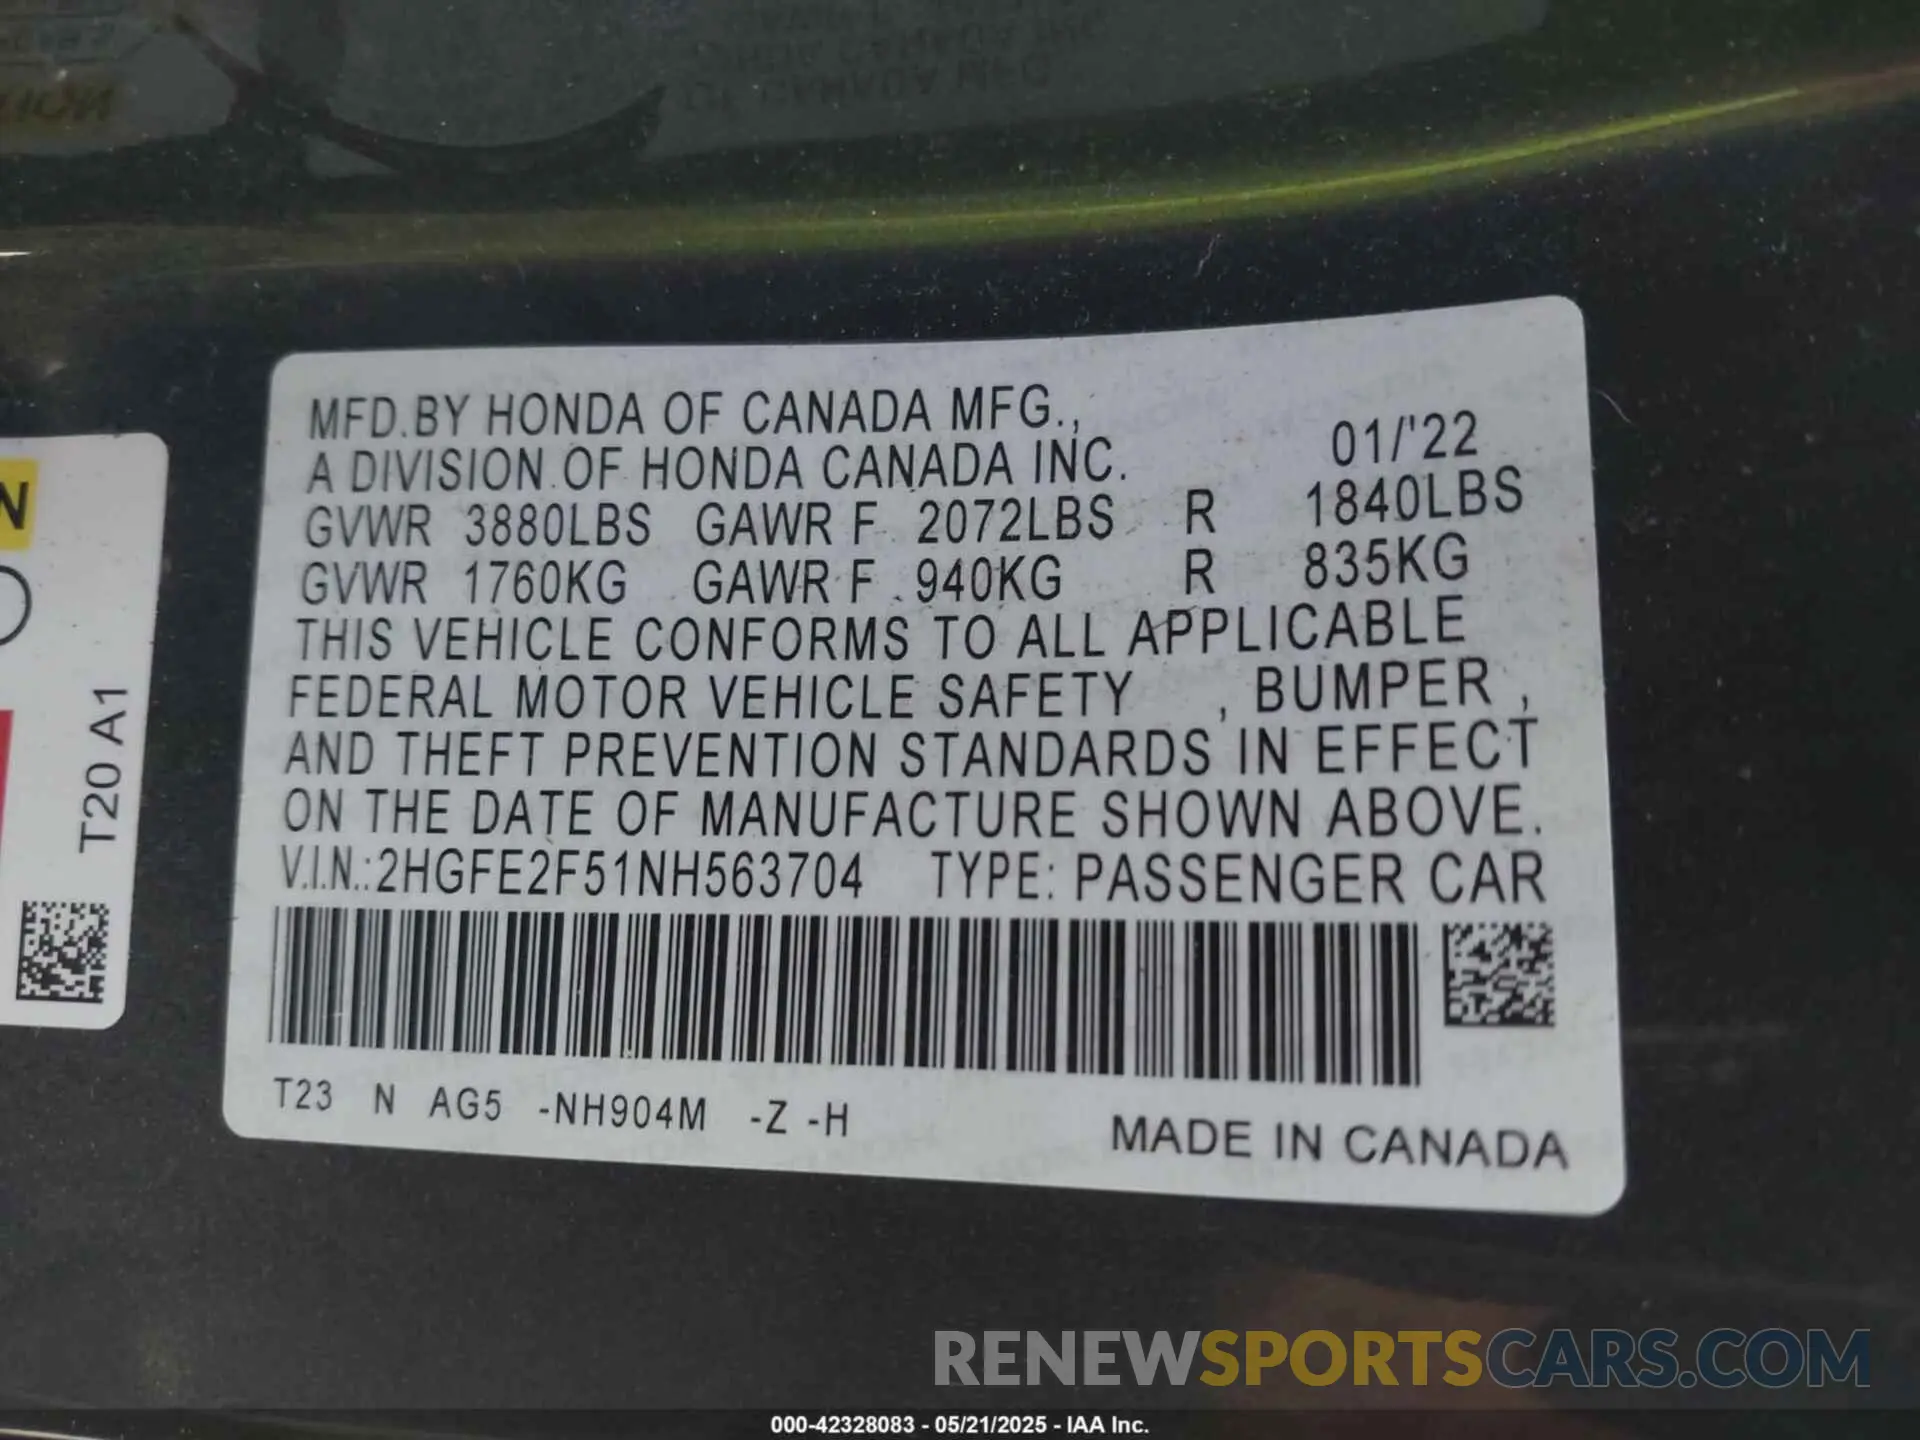 MFD.BY HONDA OF CANADA MFG.,
A DIVISION OF HONDA CANADA INC. 01/'22
GVWR 3880LBS GAWR F 2072LBS R 1840LBS
GVWR 1760KG GAWR F 940KG R 835KG
THIS VEHICLE CONFORMS TO ALL APPLICABLE
FEDERAL MOTOR VEHICLE SAFETY , BUMPER ,
AND THEFT PREVENTION STANDARDS IN EFFECT
ON THE DATE OF MANUFACTURE SHOWN ABOVE.
V.I.N.:2HGFE2F51NH563704 TYPE: PASSENGER CAR
T23 N AG5 -NH904M -Z -H
MADE IN CANADA
T20 A1
RENEWSPORTSCARS.COM
000-42328083 - 05/21/2025 - IAA Inc.